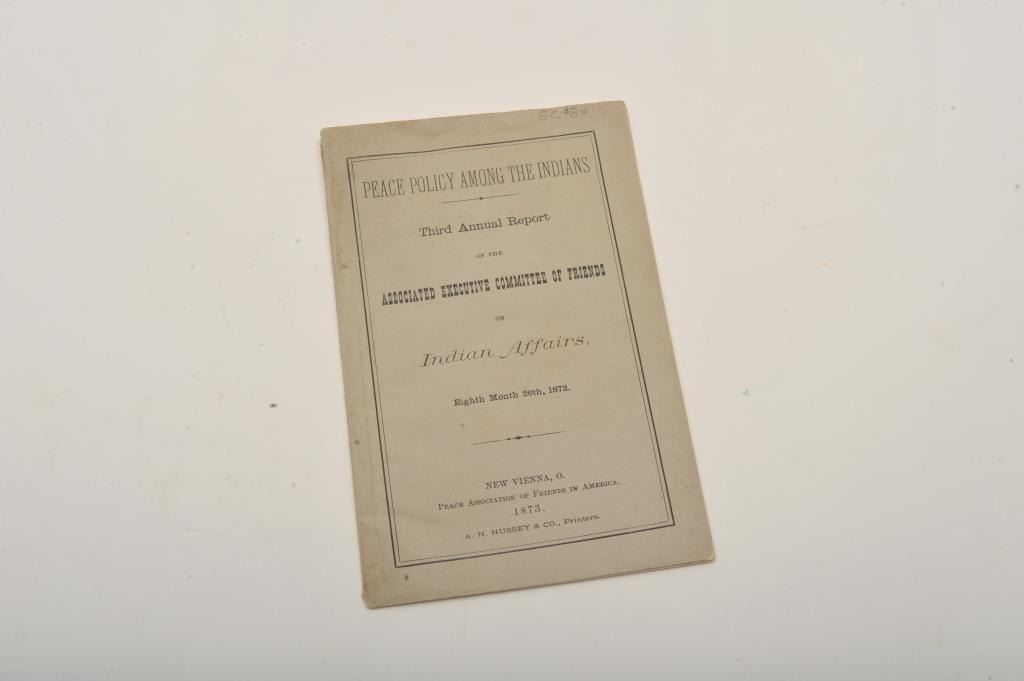 PEACE POLICY AMONG THE INDIANS
Third Annual Report
OF THE
ASSOCIATED EXECUTIVE COMMITTEE OF FRIENDS
ON
Indian Affairs,
Eighth Month 26th, 1872.
NEW VIENNA, O.
PEACE ASSOCIATION OF FRIENDS IN AMERICA.
1873.
A. H. HUSSEY & CO., Printers.